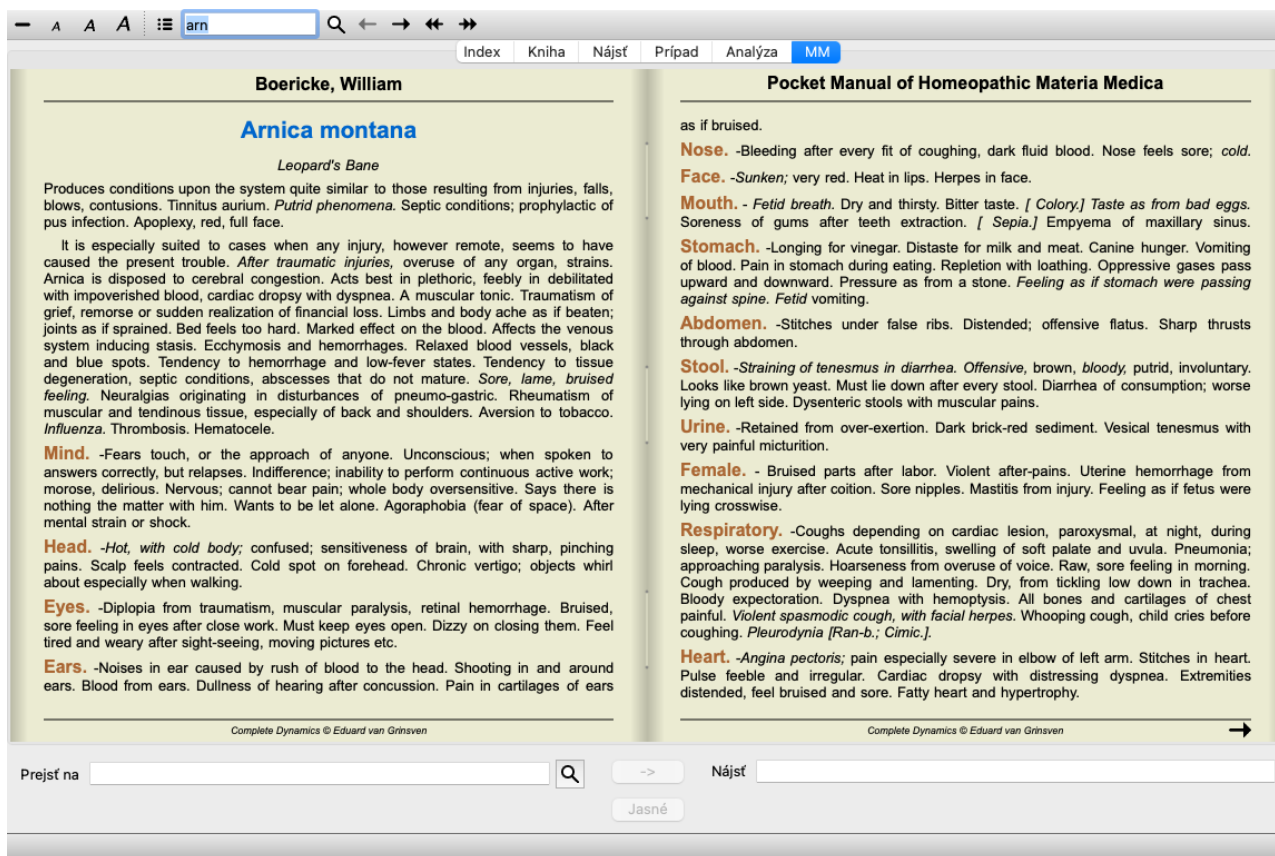 A A A arn
Index Kniha Nájsť Prípad Analýza MM
Boericke, William
Arnica montana
Leopard's Bane
Produces conditions upon the system quite similar to those resulting from injuries, falls,
blows, contusions. Tinnitus aurium. Putrid phenomena. Septic conditions; prophylactic of
pus infection. Apoplexy, red, full face.
It is especially suited to cases when any injury, however remote, seems to have
caused the present trouble. After traumatic injuries, overuse of any organ, strains.
Arnica is disposed to cerebral congestion. Acts best in plethoric, feebly in debilitated
with impoverished blood, cardiac dropsy with dyspnea. A muscular tonic. Traumatism of
grief, remorse or sudden realization of financial loss. Limbs and body ache as if beaten;
joints as if sprained. Bed feels too hard. Marked effect on the blood. Affects the venous
system inducing stasis. Ecchymosis and hemorrhages. Relaxed blood vessels, black
and blue spots. Tendency to hemorrhage and low-fever states. Tendency to tissue
degeneration, septic conditions, abscesses that do not mature. Sore, lame, bruised
feeling. Neuralgias originating in disturbances of pneumo-gastric. Rheumatism of
muscular and tendinous tissue, especially of back and shoulders. Aversion to tobacco.
Influenza. Thrombosis. Hematocele.
Mind. -Fears touch, or the approach of anyone. Unconscious; when spoken to
answers correctly, but relapses. Indifference; inability to perform continuous active work;
morose, delirious. Nervous; cannot bear pain; whole body oversensitive. Says there is
nothing the matter with him. Wants to be let alone. Agoraphobia (fear of space). After
mental strain or shock.
Head. -Hot, with cold body; confused; sensitiveness of brain, with sharp, pinching
pains. Scalp feels contracted. Cold spot on forehead. Chronic vertigo; objects whirl
about especially when walking.
Eyes. -Diplopia from traumatism, muscular paralysis, retinal hemorrhage. Bruised,
sore feeling in eyes after close work. Must keep eyes open. Dizzy on closing them. Feel
tired and weary after sight-seeing, moving pictures etc.
Ears. -Noises in ear caused by rush of blood to the head. Shooting in and around
ears. Blood from ears. Dullness of hearing after concussion. Pain in cartilages of ears
Complete Dynamics © Eduard van Grinsven
Pocket Manual of Homeopathic Materia Medica
as if bruised.
Nose. -Bleeding after every fit of coughing, dark fluid blood. Nose feels sore; cold.
Face. -Sunken; very red. Heat in lips. Herpes in face.
Mouth. - Fetid breath. Dry and thirsty. Bitter taste. [ Colory.] Taste as from bad eggs.
Soreness of gums after teeth extraction. [ Sepia.] Empyema of maxillary sinus.
Stomach. -Longing for vinegar. Distaste for milk and meat. Canine hunger. Vomiting
of blood. Pain in stomach during eating. Repletion with loathing. Oppressive gases pass
upward and downward. Pressure as from a stone. Feeling as if stomach were passing
against spine. Fetid vomiting.
Abdomen. -Stitches under false ribs. Distended; offensive flatus. Sharp thrusts
through abdomen.
Stool. -Straining of tenesmus in diarrhea. Offensive, brown, bloody, putrid, involuntary.
Looks like brown yeast. Must lie down after every stool. Diarrhea of consumption; worse
lying on left side. Dysenteric stools with muscular pains.
Urine. -Retained from over-exertion. Dark brick-red sediment. Vesical tenesmus with
very painful micturition.
Female. - Bruised parts after labor. Violent after-pains. Uterine hemorrhage from
mechanical injury after coition. Sore nipples. Mastitis from injury. Feeling as if fetus were
lying crosswise.
Respiratory. -Coughs depending on cardiac lesion, paroxysmal, at night, during
sleep, worse exercise. Acute tonsillitis, swelling of soft palate and uvula. Pneumonia;
approaching paralysis. Hoarseness from overuse of voice. Raw, sore feeling in morning.
Cough produced by weeping and lamenting. Dry, from tickling low down in trachea.
Bloody expectoration. Dyspnea with hemoptysis. All bones and cartilages of chest
painful. Violent spasmodic cough, with facial herpes. Whooping cough, child cries before
coughing. Pleurodynia [Ran-b.; Cimic.].
Heart. -Angina pectoris; pain especially severe in elbow of left arm. Stitches in heart.
Pulse feeble and irregular. Cardiac dropsy with distressing dyspnea. Extremities
distended, feel bruised and sore. Fatty heart and hypertrophy.
Complete Dynamics © Eduard van Grinsven
Prejsť na -> Nájsť
Jasné